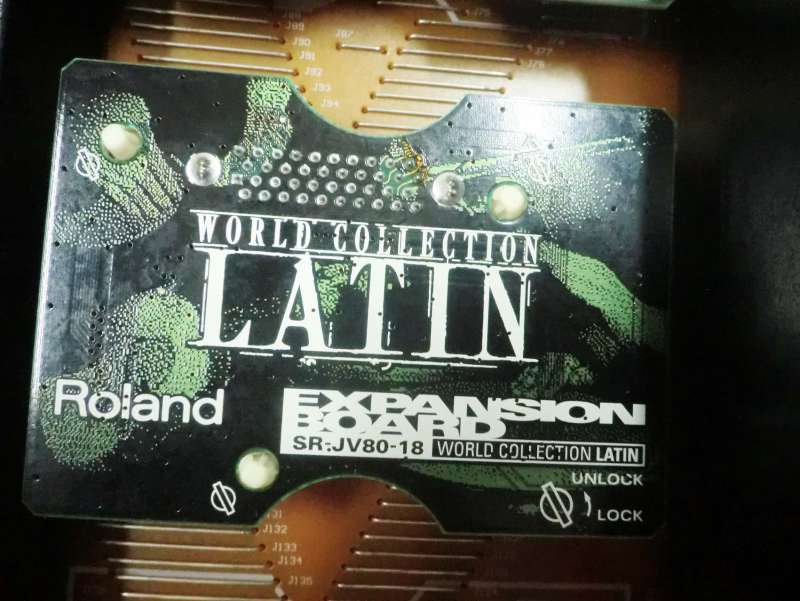 J89
J90
J91
J92
J93
J94
J87
J75
J77
J78
WORLD COLLECTION
LATIN
Roland
EXPANSION
BOARD
SR-JV80-18 WORLD COLLECTION LATIN
UNLOCK
LOCK
J131
J132
J133
J134
J135